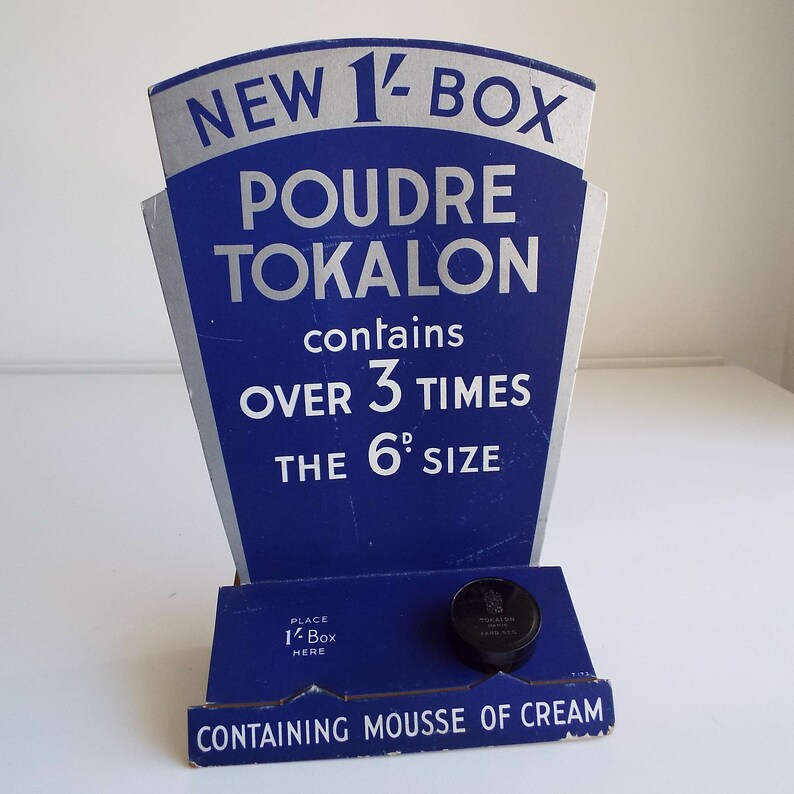 NEW 1/- BOX
POUDRE
TOKALON
contains
OVER 3 TIMES
THE 6D. SIZE
PLACE
1/- BOX
HERE
TOKALON
PARIS
CONTAINING MOUSSE OF CREAM